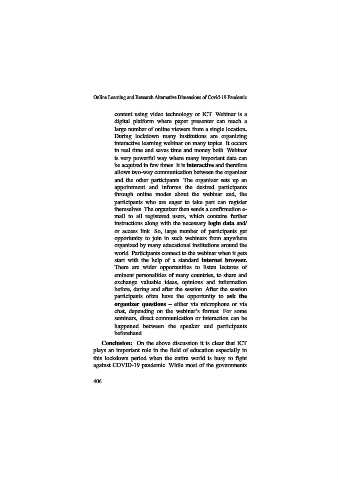 Online Learning and Research Alternative Dimensions of Covid-19 Pandemic
content using video technology or ICT. Webinar is a
digital platform where paper presenter can reach a
large number of online viewers from a single location.
During lockdown many institutions are organizing
interactive learning webinar on many topics. It occurs
in real time and saves time and money both. Webinar
is very powerful way where many important data can
be acquired in few times. It is interactive and therefore
allows two-way communication between the organizer
and the other participants. The organizer sets up an
appointment and informs the desired participants
through online modes about the webinar and, the
participants who are eager to take part can register
themselves. The organizer then sends a confirmation e-
mail to all registered users, which contains further
instructions along with the necessary login data and/
or access link. So, large number of participants get
opportunity to join in such webinars from anywhere
organized by many educational institutions around the
world. Participants connect to the webinar when it gets
start with the help of a standard internet browser.
There are wider opportunities to listen lectures of
eminent personalities of many countries, to share and
exchange valuable ideas, opinions and information
before, during and after the session. After the session
participants often have the opportunity to ask the
organizer questions – either via microphone or via
chat, depending on the webinar's format. For some
seminars, direct communication or interaction can be
happened between the speaker and participants
beforehand.
Conclusion: On the above discussion it is clear that ICT
plays an important role in the field of education especially in
this lockdown period when the entire world is busy to fight
against COVID-19 pandemic. While most of the governments
406